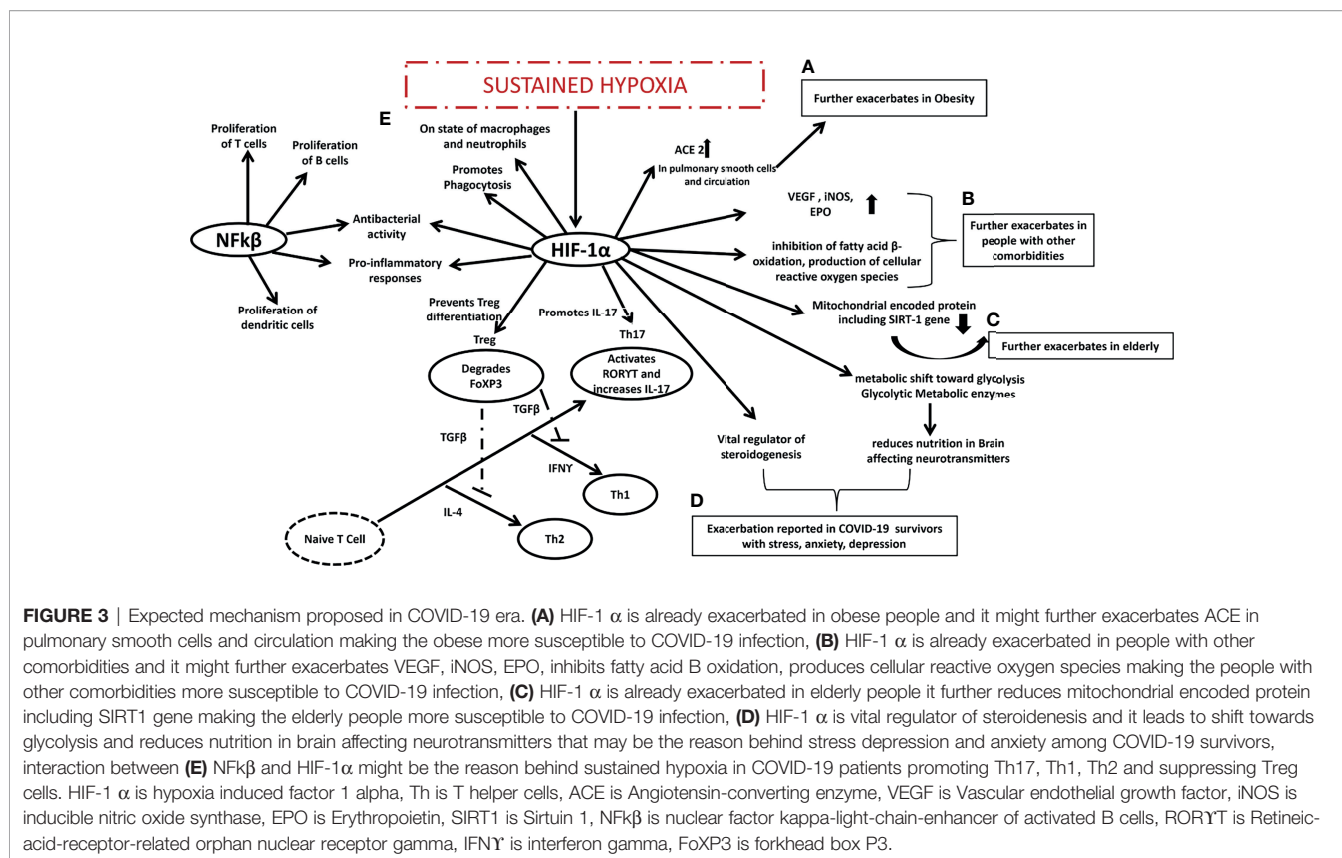 SUSTAINED HYPOXIA
A
Further exacerbates in Obesity
E
Proliferation
of T cells
Proliferation
of B cells
On state of macrophages
and neutrophils
Promotes
Phagocytosis
ACE 2
In pulmonary smooth cells
and circulation
Antibacterial
activity
NFkβ
Pro-inflammatory
responses
Proliferation of
dendritic cells
HIF-1α
VEGF , iNOS,
EPO
B
Further exacerbates in
people with other
comorbidities
inhibition of fatty acid β-
oxidation, production of cellular
reactive oxygen species
Mitochondrial encoded protein
including SIRT-1 gene
C
Further exacerbates in elderly
Prevents Treg
differentiation
Promotes IL-17
Treg
Th17
Degrades
FoXP3
Activates
RORYT and
increases IL-17
metabolic shift toward glycolysis
Glycolytic Metabolic enzymes
TGFβ
TGFβ
Vital regulator of
steroidogenesis
reduces nutrition in Brain
affecting neurotransmitters
IFNY
Th1
IL-4
Th2
Naive T Cell
D
Exacerbation reported in COVID-19 survivors
with stress, anxiety, depression
FIGURE 3 | Expected mechanism proposed in COVID-19 era. (A) HIF-1 α is already exacerbated in obese people and it might further exacerbates ACE in
pulmonary smooth cells and circulation making the obese more susceptible to COVID-19 infection, (B) HIF-1 α is already exacerbated in people with other
comorbidities and it might further exacerbates VEGF, iNOS, EPO, inhibits fatty acid B oxidation, produces cellular reactive oxygen species making the people with
other comorbidities more susceptible to COVID-19 infection, (C) HIF-1 α is already exacerbated in elderly people it further reduces mitochondrial encoded protein
including SIRT1 gene making the elderly people more susceptible to COVID-19 infection, (D) HIF-1 α is vital regulator of steroidenesis and it leads to shift towards
glycolysis and reduces nutrition in brain affecting neurotransmitters that may be the reason behind stress depression and anxiety among COVID-19 survivors,
interaction between (E) NFkβ and HIF-1α might be the reason behind sustained hypoxia in COVID-19 patients promoting Th17, Th1, Th2 and suppressing Treg
cells. HIF-1 α is hypoxia induced factor 1 alpha, Th is T helper cells, ACE is Angiotensin-converting enzyme, VEGF is Vascular endothelial growth factor, iNOS is
inducible nitric oxide synthase, EPO is Erythropoietin, SIRT1 is Sirtuin 1, NFkβ is nuclear factor kappa-light-chain-enhancer of activated B cells, RORϒT is Retineic-
acid-receptor-related orphan nuclear receptor gamma, IFNϒ is interferon gamma, FoXP3 is forkhead box P3.